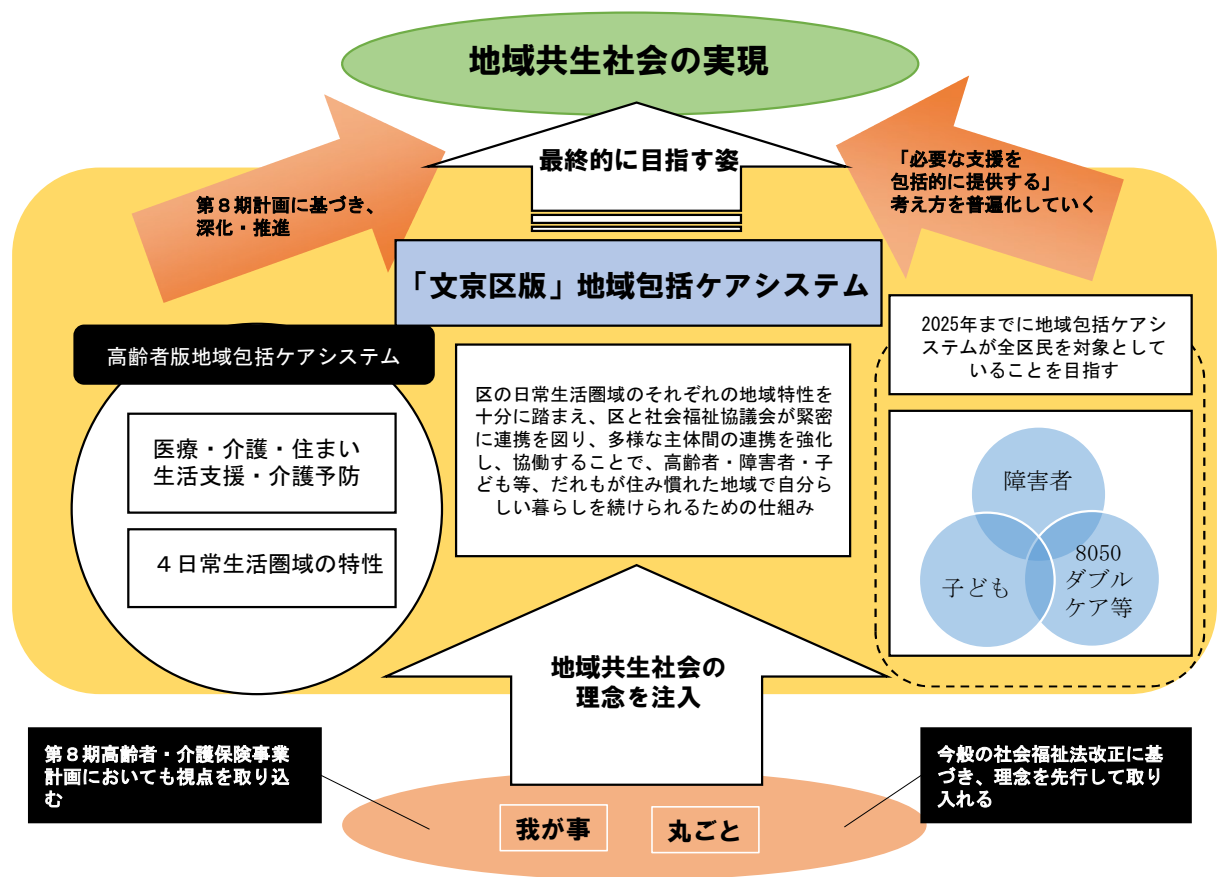 地域共生社会の実現
最終的に目指す姿
第８期計画に基づき、
深化・推進
「必要な支援を
包括的に提供する」
考え方を普遍化していく
「文京区版」地域包括ケアシステム
高齢者版地域包括ケアシステム
医療・介護・住まい
生活支援・介護予防
４日常生活圏域の特性
区の日常生活圏域のそれぞれの地域特性を
十分に踏まえ、区と社会福祉協議会が緊密
に連携を図り、多様な主体間の連携を強化
し、協働することで、高齢者・障害者・子
ども等、だれもが住み慣れた地域で自分ら
しい暮らしを続けられるための仕組み
2025年までに地域包括ケアシ
ステムが全区民を対象として
いることを目指す
障害者
子ども
8050
ダブル
ケア等
地域共生社会の
理念を注入
第８期高齢者・介護保険事業
計画においても視点を取り込
む
今般の社会福祉法改正に基
づき、理念を先行して取り
入れる
我が事
丸ごと